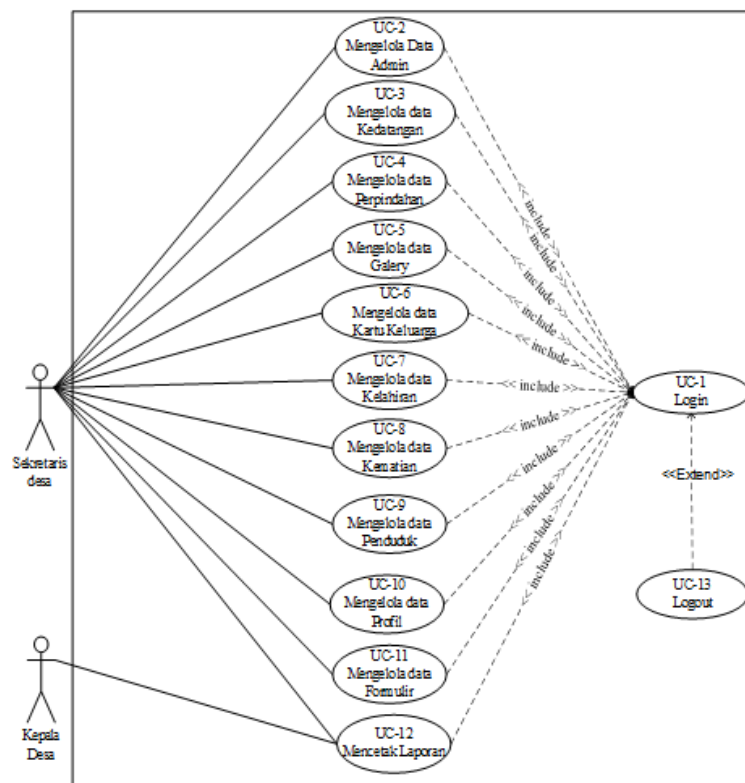 UC-2
Mengelola Data
Admin
UC-3
Mengelola data
Kedatangan
UC-4
Mengelola data
Perpindahan
UC-5
Mengelola data
Galery
UC-6
Mengelola data
Kartu Keluarga
UC-7
Mengelola data
Kelahiran
UC-8
Mengelola data
Kematian
UC-9
Mengelola data
Penduduk
UC-10
Mengelola data
Profil
UC-11
Mengelola data
Formulir
UC-12
Mencetak Laporan
Sekretaris
desa
Kepala
Desa
<< include >>
<< include >>
<< include >>
<< include >>
<< include >>
<< include >>
<< include >>
<< include >>
<< include >>
<< include >>
<< include >>
UC-1
Login
<<Extend>>
UC-13
Logout